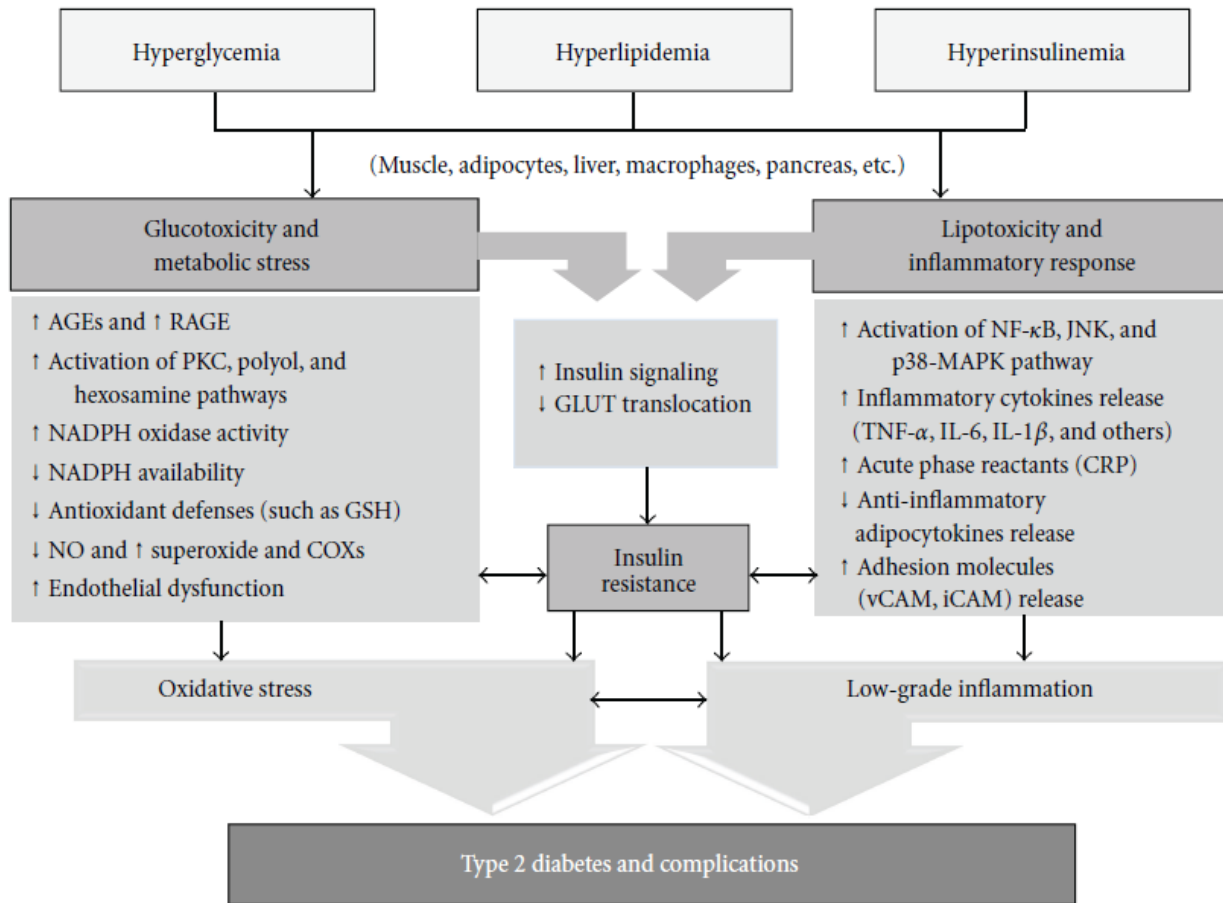 Hyperglycemia
Hyperlipidemia
Hyperinsulinemia
(Muscle, adipocytes, liver, macrophages, pancreas, etc.)
Glucotoxicity and
metabolic stress
Lipotoxicity and
inflammatory response
↑ AGEs and ↑ RAGE
↑ Activation of PKC, polyol, and
hexosamine pathways
↑ NADPH oxidase activity
↓ NADPH availability
↓ Antioxidant defenses (such as GSH)
↓ NO and ↑ superoxide and COXs
↑ Endothelial dysfunction
↑ Insulin signaling
↓ GLUT translocation
↑ Activation of NF-κB, JNK, and
p38-MAPK pathway
↑ Inflammatory cytokines release
(TNF-α, IL-6, IL-1β, and others)
↑ Acute phase reactants (CRP)
↓ Anti-inflammatory
adipocytokines release
↑ Adhesion molecules
(vCAM, iCAM) release
Insulin
resistance
Oxidative stress
Low-grade inflammation
Type 2 diabetes and complications